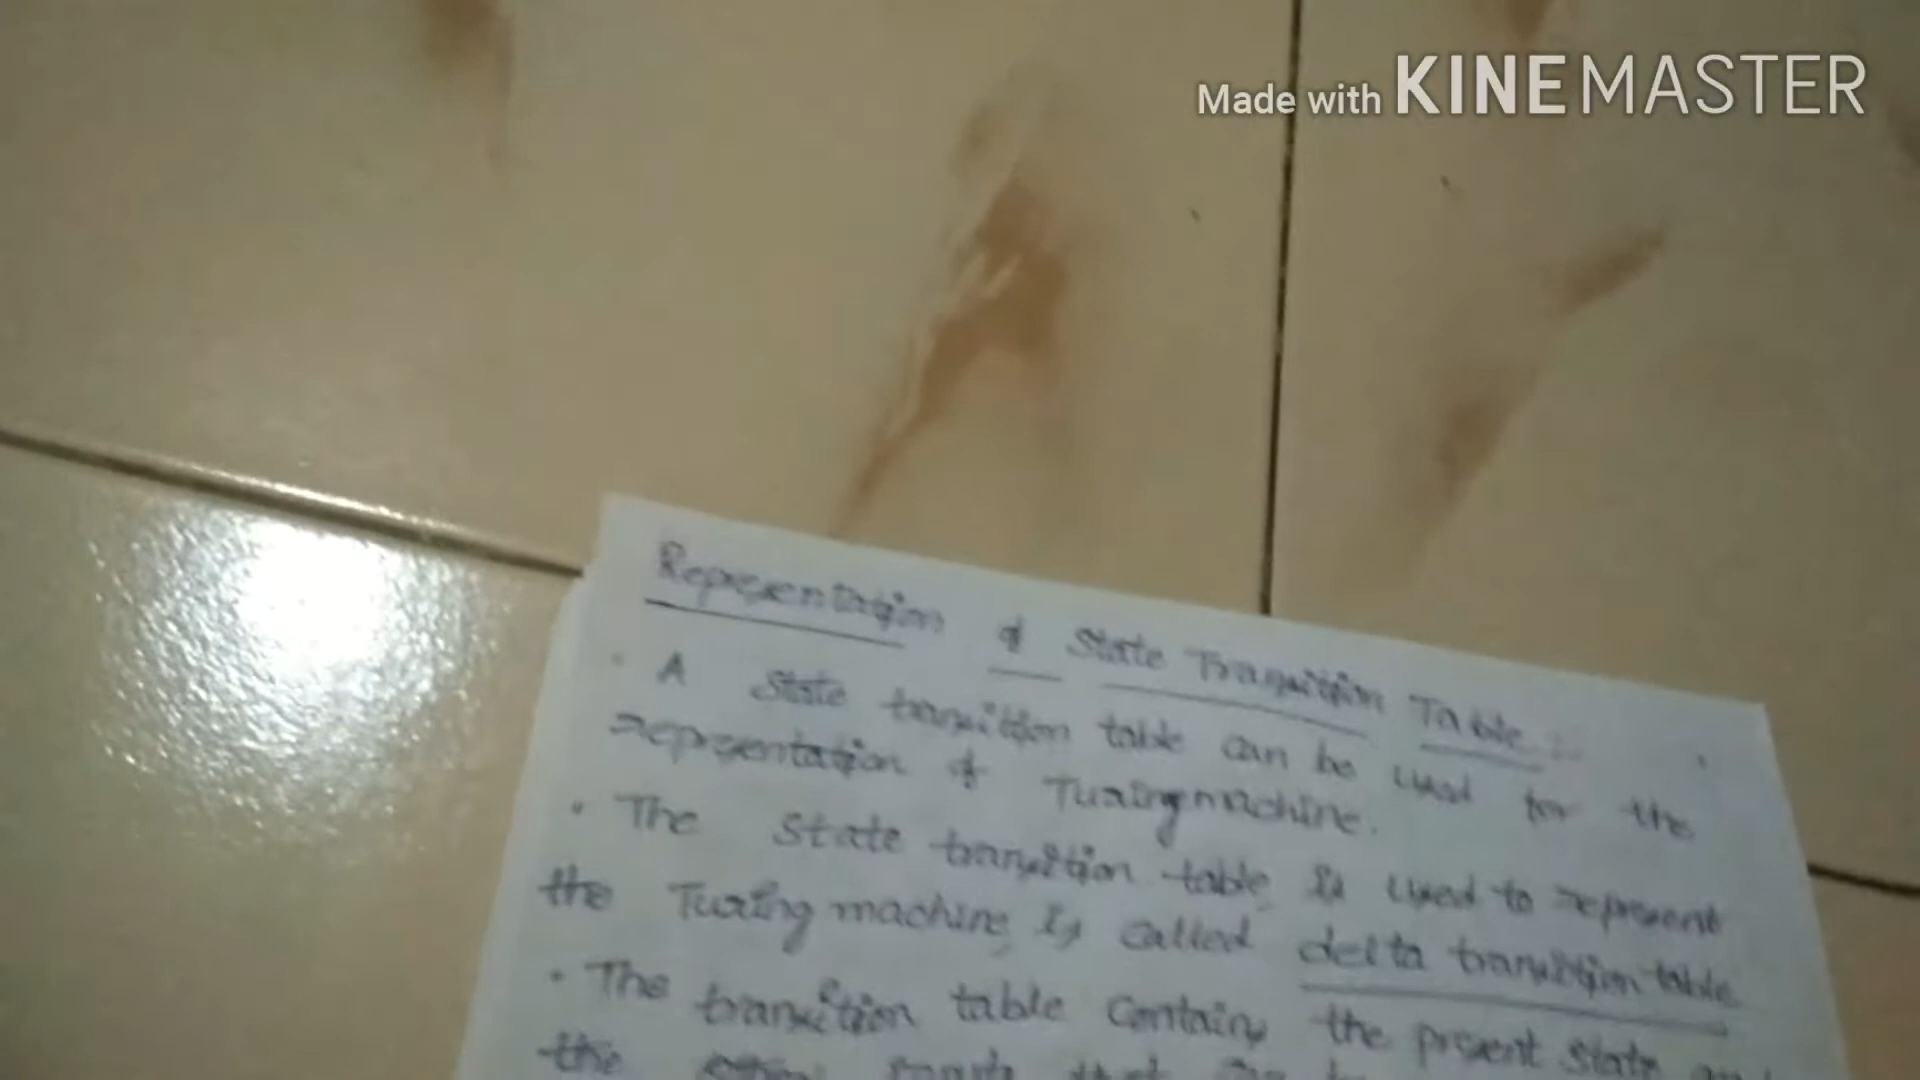 Made with KINEMASTER
Representation of State Transition Table :-
• A State transition table can be used for the
representation of Turing machine.
• The State transition table is used to represent
the Turing machine is called delta transition table
• The transition table Contains the present State and
the